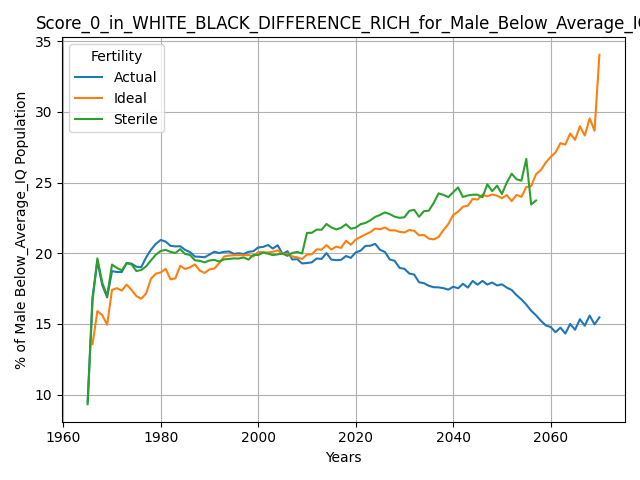 Score_0_in_WHITE_BLACK_DIFFERENCE_RICH_for_Male_Below_Average_I
Fertility
Actual
Ideal
Sterile
% of Male Below_Average_IQ Population
35
30
25
20
15
10
1960
1980
2000
2020
2040
2060
Years